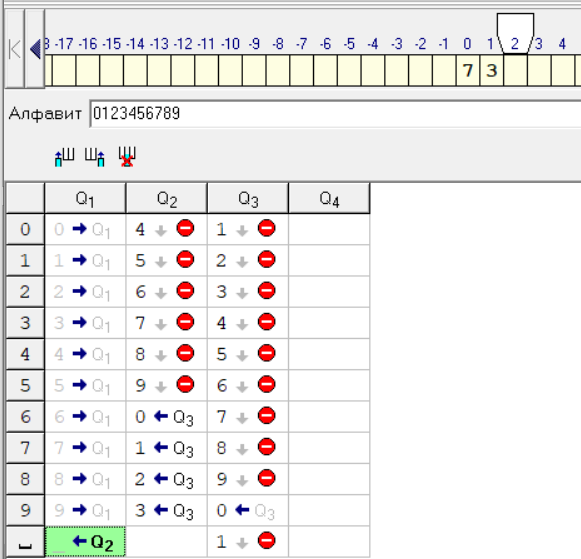 -17 -16 -15 -14 -13 -12 -11 -10 -9 -8 -7 -6 -5 -4 -3 -2 -1 0 1 2 3 4
7 3
Алфавит 0123456789
Q1 Q2 Q3 Q4
0 0 → Q1 4 ↓ 1 ↓
1 1 → Q1 5 ↓ 2 ↓
2 2 → Q1 6 ↓ 3 ↓
3 3 → Q1 7 ↓ 4 ↓
4 4 → Q1 8 ↓ 5 ↓
5 5 → Q1 9 ↓ 6 ↓
6 6 → Q1 0 ← Q3 7 ↓
7 7 → Q1 1 ← Q3 8 ↓
8 8 → Q1 2 ← Q3 9 ↓
9 9 → Q1 3 ← Q3 0 ← Q3
␣ _ ← Q2 1 ↓